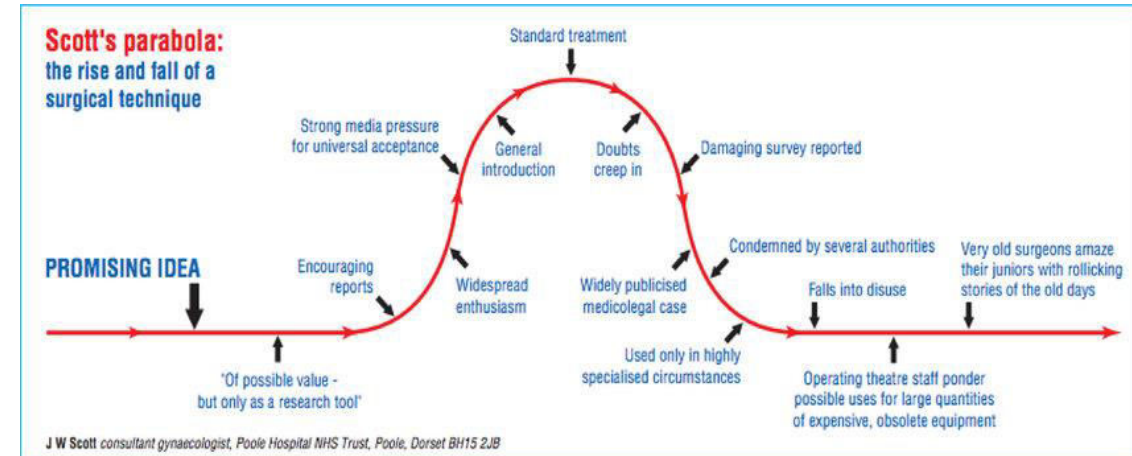 Scott's parabola:
the rise and fall of a
surgical technique
Standard treatment
Strong media pressure
for universal acceptance
General
introduction
Doubts
creep in
Damaging survey reported
PROMISING IDEA
Encouraging
reports
Widespread
enthusiasm
Widely publicised
medicolegal case
Condemned by several authorities
Falls into disuse
Very old surgeons amaze
their juniors with rollicking
stories of the old days
Used only in highly
specialised circumstances
"Of possible value -
but only as a research tool"
Operating theatre staff ponder
possible uses for large quantities
of expensive, obsolete equipment
J W Scott consultant gynaecologist, Poole Hospital NHS Trust, Poole, Dorset BH15 2JB